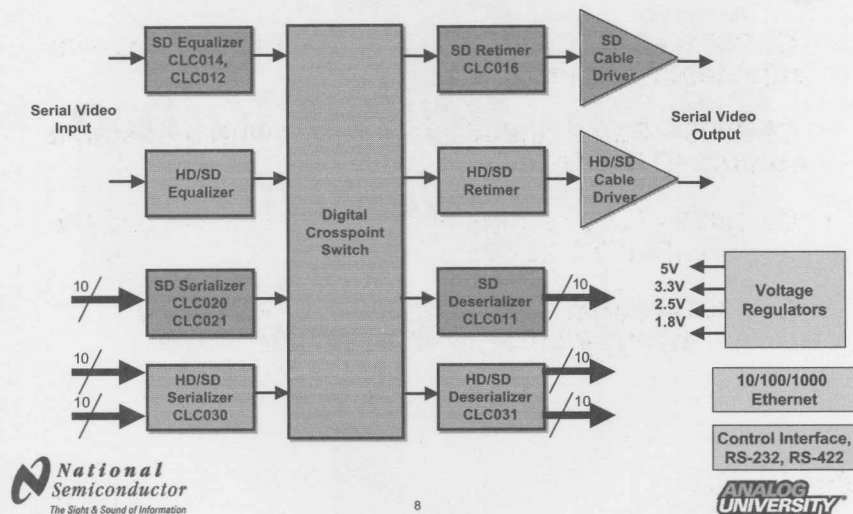 SD Equalizer
CLC014,
CLC012
SD Retimer
CLC016
SD
Cable
Driver
Serial Video
Input
Serial Video
Output
HD/SD
Equalizer
Digital
Crosspoint
Switch
HD/SD
Retimer
HD/SD
Cable
Driver
10
SD Serializer
CLC020
CLC021
SD
Deserializer
CLC011
10
5V
3.3V
2.5V
1.8V
Voltage
Regulators
10
10
HD/SD
Serializer
CLC030
HD/SD
Deserializer
CLC031
10
10
10/100/1000
Ethernet
Control Interface,
RS-232, RS-422
National
Semiconductor
The Sight & Sound of Information
8
ANALOG
UNIVERSITY™